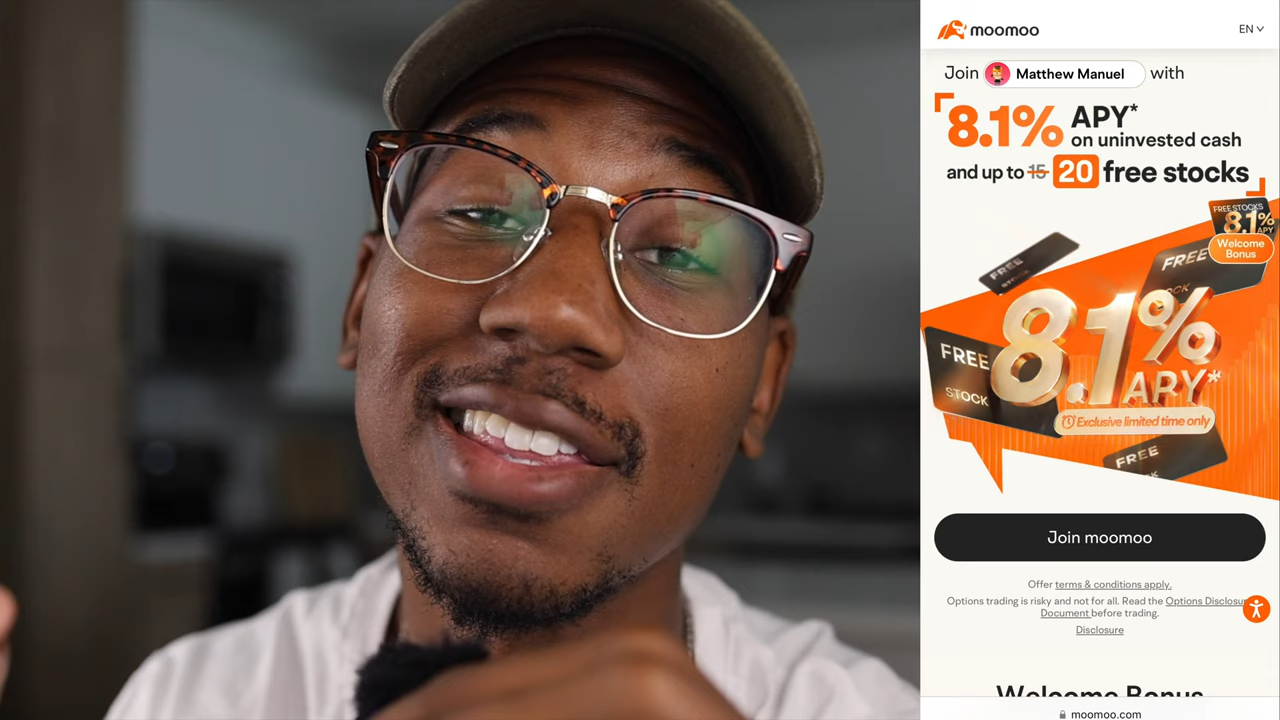 moomoo
EN
Join Matthew Manuel with
8.1% APY*
on uninvested cash
and up to 15 20 free stocks
FREE STOCKS
8.1%
APY
Welcome
Bonus
FREE
STOCK
FREE
OCK
8.1%
APY*
FREE
STOCK
Exclusive limited time only
FREE
K
Join moomoo
Offer terms & conditions apply.
Options trading is risky and not for all. Read the Options Disclosu
Document before trading.
Disclosure
Welcome Bonus
moomoo.com